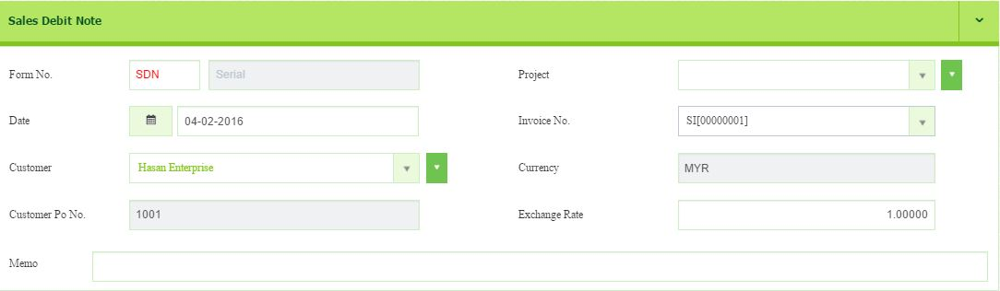 Sales Debit Note
Form No. SDN Serial Project
Date 04-02-2016 Invoice No. SI[00000001]
Customer Hasan Enterprise Currency MYR
Customer Po No. 1001 Exchange Rate 1.00000
Memo